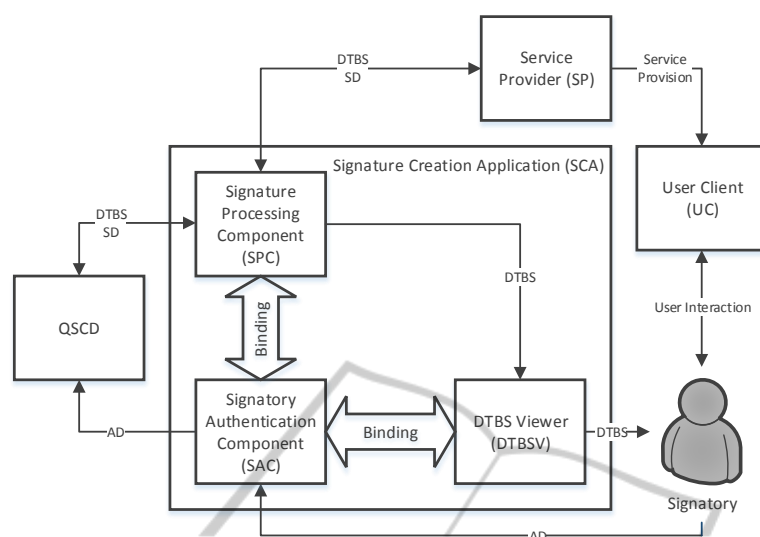 DTBS
SD
Service
Provider (SP)
Service
Provision
Signature Creation Application (SCA)
User Client
(UC)
Signature
Processing
Component
(SPC)
DTBS
SD
DTBS
QSCD
Binding
User Interaction
Signatory
Authentication
Component
(SAC)
Binding
DTBS Viewer
(DTBSV)
DTBS
AD
Signatory
AD